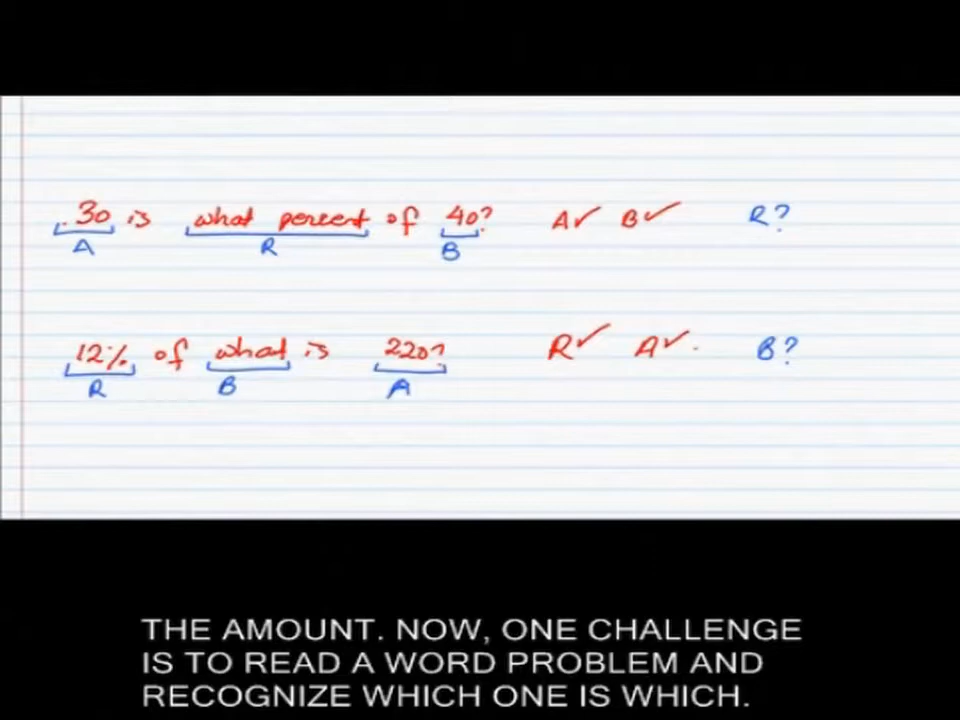 30 is what percent of 40? A✓ B✓ R?
A R B
12% of what is 220? R✓ A✓ B?
R B A
THE AMOUNT. NOW, ONE CHALLENGE
IS TO READ A WORD PROBLEM AND
RECOGNIZE WHICH ONE IS WHICH.